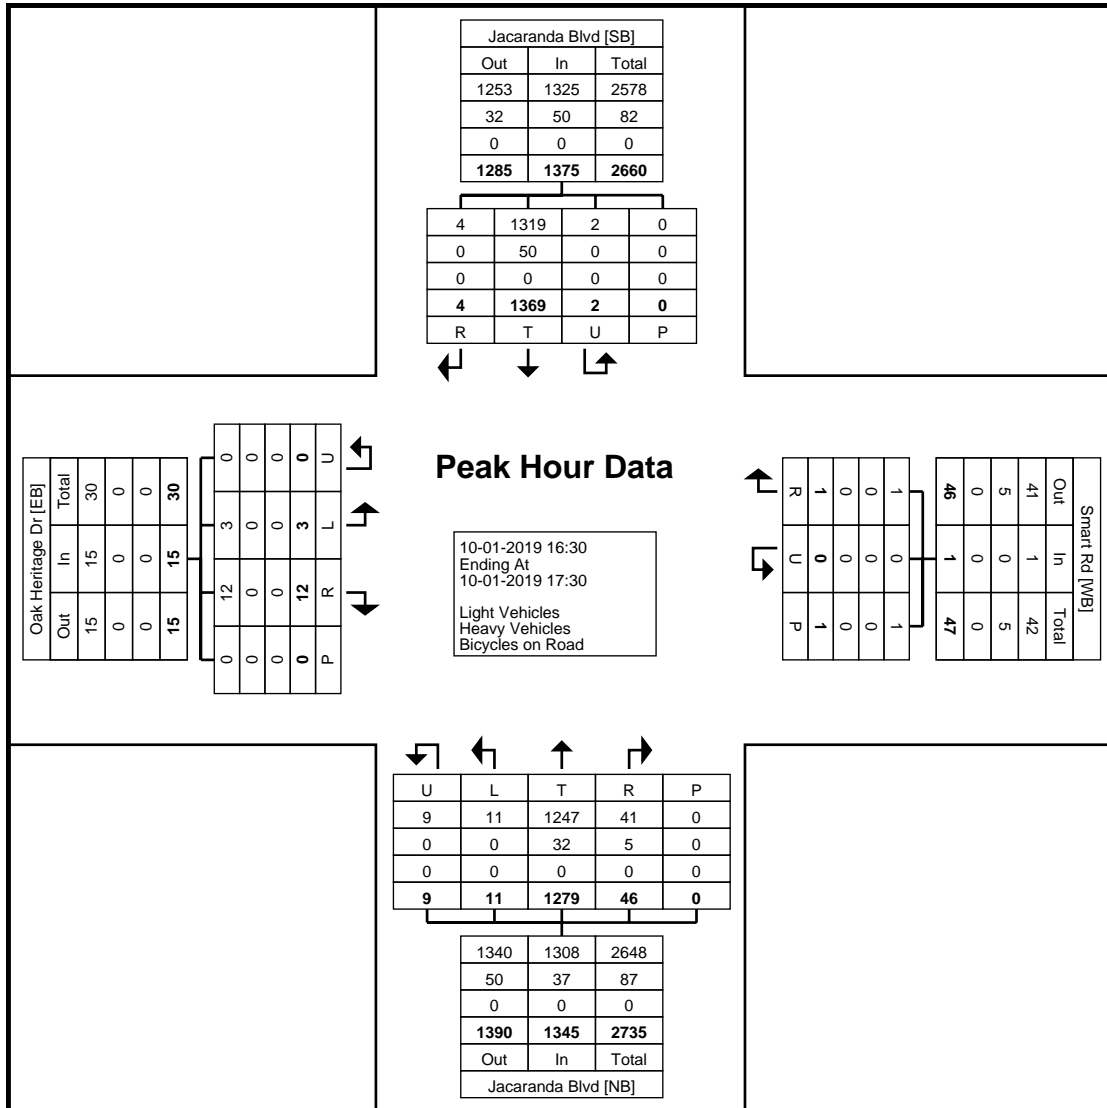 Jacaranda Blvd [SB]
Out In Total
1253 1325 2578
32 50 82
0 0 0
1285 1375 2660
4 1319 2 0
0 50 0 0
0 0 0 0
4 1369 2 0
R T U P
Oak Heritage Dr [EB]
Total In Out
30 15 15
0 0 0
0 0 0
30 15 15
0 3 12 0
0 0 0 0
0 0 0 0
0 3 12 0
U L R P
Peak Hour Data
10-01-2019 16:30
Ending At
10-01-2019 17:30
Light Vehicles
Heavy Vehicles
Bicycles on Road
Smart Rd [WB]
Out In Total
41 1 42
5 0 5
0 0 0
46 1 47
1 0 1
0 0 0
0 0 0
1 0 1
R U P
U L T R P
9 11 1247 41 0
0 0 32 5 0
0 0 0 0 0
9 11 1279 46 0
1340 1308 2648
50 37 87
0 0 0
1390 1345 2735
Out In Total
Jacaranda Blvd [NB]